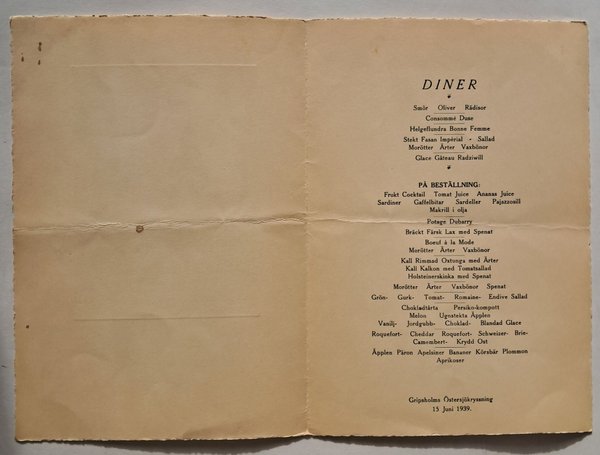 DINER
Smör Oliver Rädisor
Consommé Duse
Helgeflundra Bonne Femme
Stekt Fasan Impérial - Sallad
Morötter Ärter Vaxbönor
Glace Gâteau Radziwill
PÅ BESTÄLLNING:
Frukt Cocktail Tomat Juice Ananas Juice
Sardiner Gaffelbitar Sardeller Pajazzosill
Makrill i olja
Potage Dubarry
Bräckt Färsk Lax med Spenat
Boeuf à la Mode
Morötter Ärter Vaxbönor
Kall Rimmad Oxtunga med Ärter
Kall Kalkon med Tomatsallad
Holsteinerskinka med Spenat
Morötter Ärter Vaxbönor Spenat
Grön- Gurk- Tomat- Romaine- Endive Sallad
Chokladtårta Persiko-kompott
Melon Ugnstekta Äpplen
Vanilj- Jordgubb- Choklad- Blandad Glace
Roquefort- Cheddar Roquefort- Schweizer- Brie-
Camembert- Krydd Ost
Äpplen Päron Apelsiner Bananer Körsbär Plommon
Aprikoser
Gripsholms Östersjökryssning
15 Juni 1939.